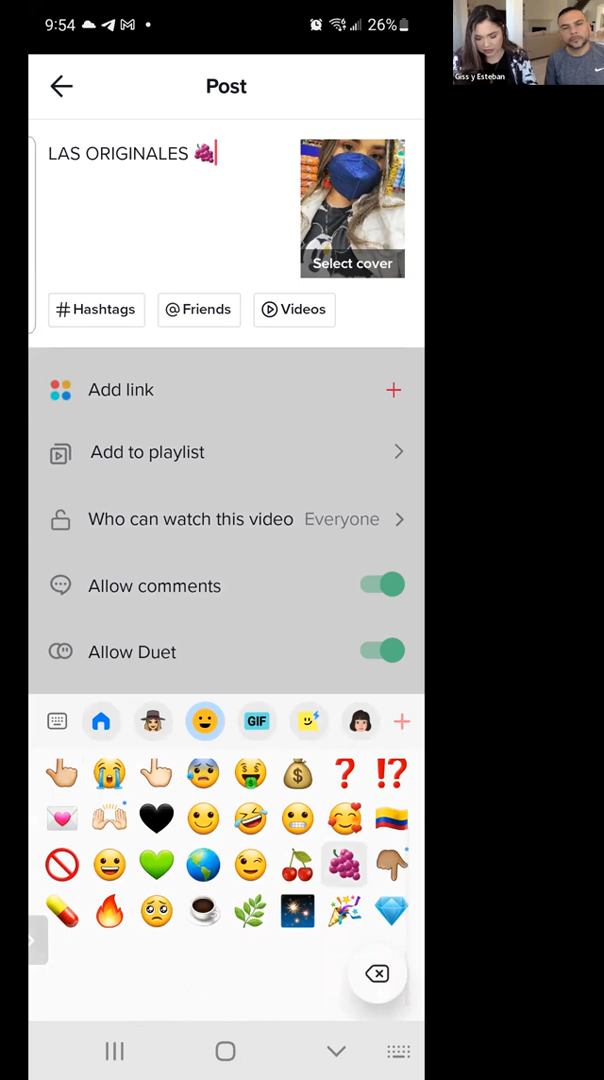 9:54
26%
Giss y Esteban
Post
LAS ORIGINALES 🍇
Select cover
# Hashtags
@ Friends
Videos
Add link
Add to playlist
Who can watch this video Everyone
Allow comments
Allow Duet
GIF